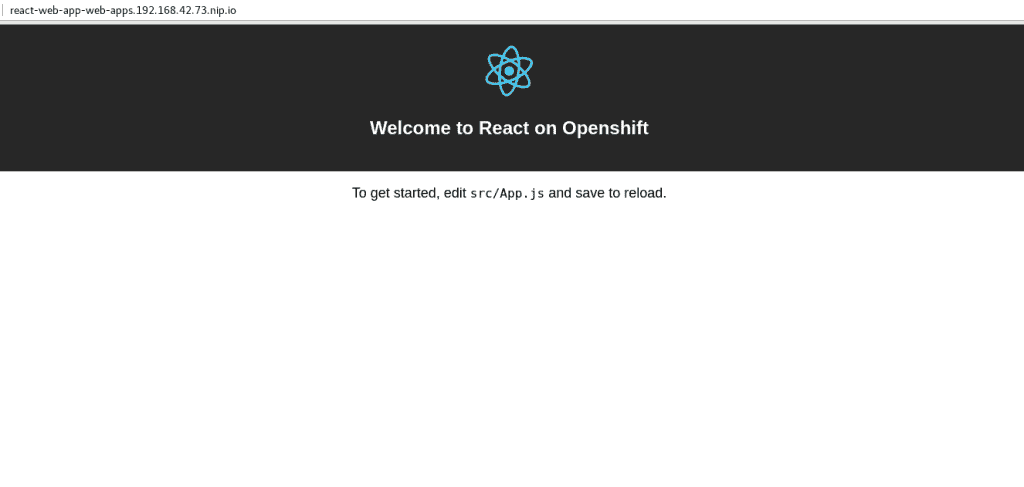 react-web-app-web-apps.192.168.42.73.nip.io
Welcome to React on Openshift
To get started, edit src/App.js and save to reload.